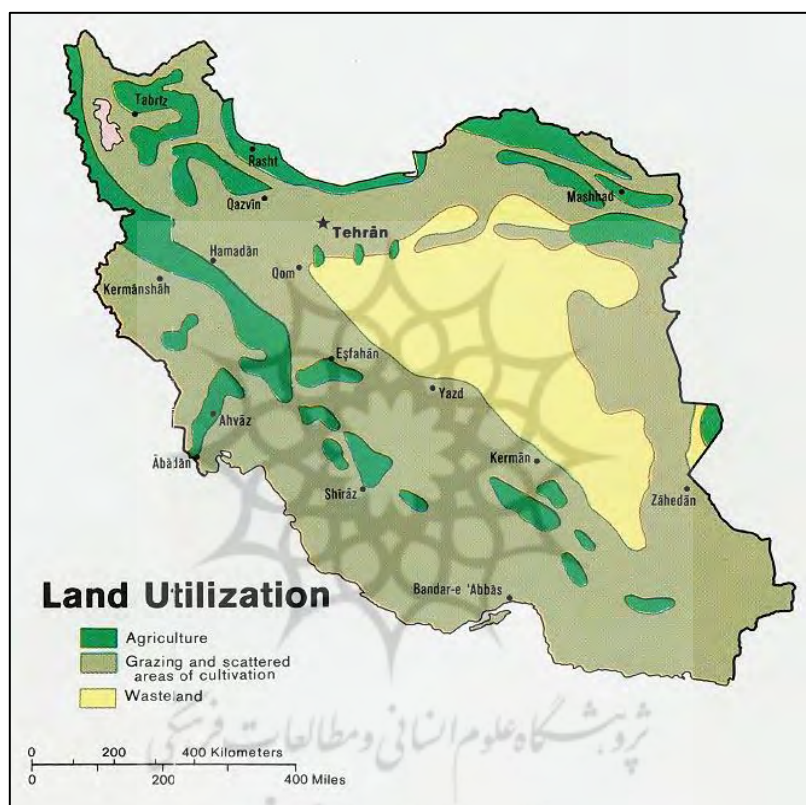 Tabrīz
Rasht
Qazvīn
Mashhad
Tehrān
Hamadān
Qom
Kermānshāh
Eşfahān
Yazd
Ahvāz
Ābādān
Kermān
Shīrāz
Zāhedān
Bandar-e 'Abbās
Land Utilization
Agriculture
Grazing and scattered
areas of cultivation
Wasteland
پژوهشگاه علوم انسانی و مطالعات فرهنگی
0 200 400 Kilometers
0 200 400 Miles